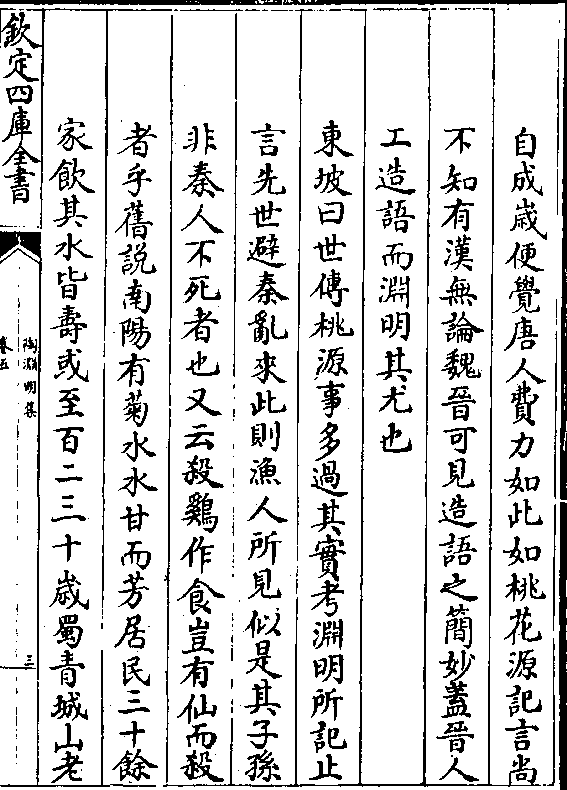 自成嵗便覺唐人費力如此如桃花源記言尚
不知有漢無論魏晉可見造語之簡妙蓋晉人
工造語而淵明其尤也
東坡曰世傳桃源事多過其實考淵明所記止
言先世避秦亂來此則漁人所見似是其子孫
非秦人不死者也又云殺鷄作食豈有仙而殺
者乎舊説南陽有菊水水甘而芳居民三十餘
家飲其水皆壽或至百二三十嵗蜀青城山老
欽定四庫全書
陶淵明集
卷五
三